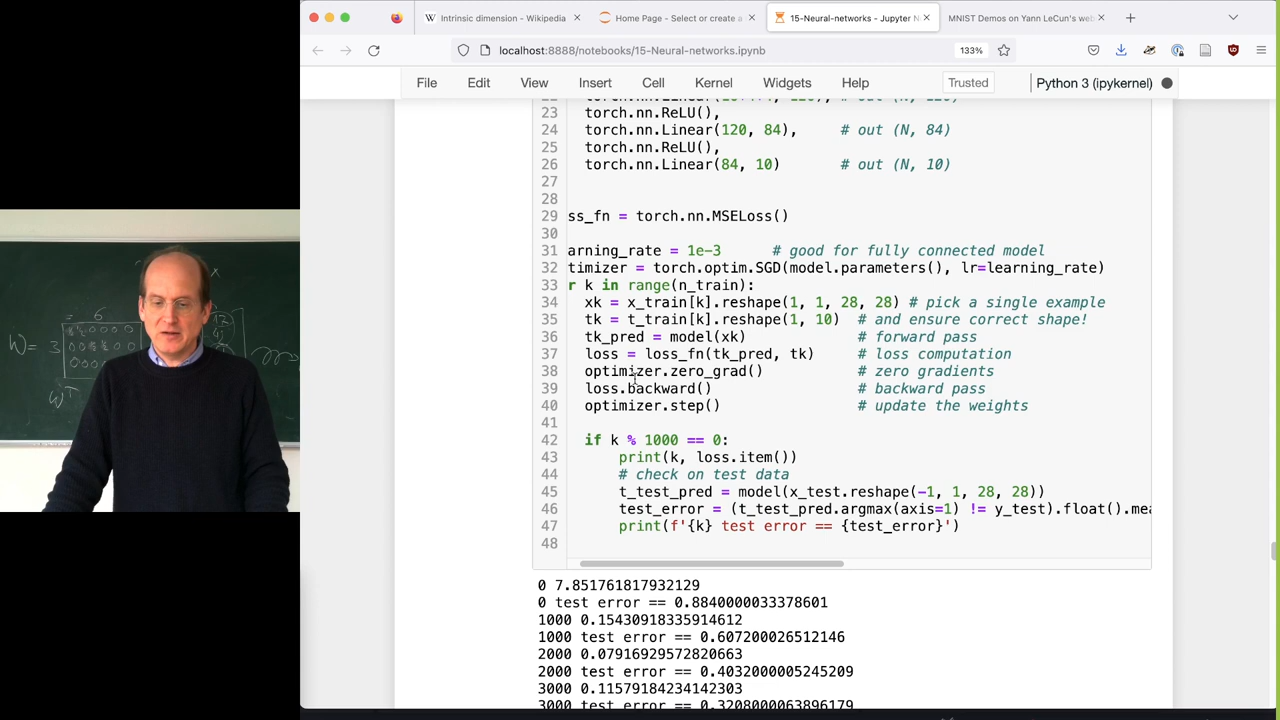 Intrinsic dimension - Wikipedia
Home Page - Select or create a
15-Neural-networks - Jupyter N
MNIST Demos on Yann LeCun's web
localhost:8888/notebooks/15-Neural-networks.ipynb
133%
File Edit View Insert Cell Kernel Widgets Help
Trusted
Python 3 (ipykernel)
23 torch.nn.ReLU(),
24 torch.nn.Linear(120, 84), # out (N, 84)
25 torch.nn.ReLU(),
26 torch.nn.Linear(84, 10) # out (N, 10)
27
28
29 ss_fn = torch.nn.MSELoss()
30
31 arning_rate = 1e-3 # good for fully connected model
32 timizer = torch.optim.SGD(model.parameters(), lr=learning_rate)
33 r k in range(n_train):
34 xk = x_train[k].reshape(1, 1, 28, 28) # pick a single example
35 tk = t_train[k].reshape(1, 10) # and ensure correct shape!
36 tk_pred = model(xk) # forward pass
37 loss = loss_fn(tk_pred, tk) # loss computation
38 optimizer.zero_grad() # zero gradients
39 loss.backward() # backward pass
40 optimizer.step() # update the weights
41
42 if k % 1000 == 0:
43 print(k, loss.item())
44 # check on test data
45 t_test_pred = model(x_test.reshape(-1, 1, 28, 28))
46 test_error = (t_test_pred.argmax(axis=1) != y_test).float().mea
47 print(f'{k} test error == {test_error}')
48
0 7.851761817932129
0 test error == 0.8840000033378601
1000 0.15430918335914612
1000 test error == 0.607200026512146
2000 0.07916929572820663
2000 test error == 0.4032000005245209
3000 0.11579184234142303
3000 test error == 0.3208000063896179
W = 3
= 6
x